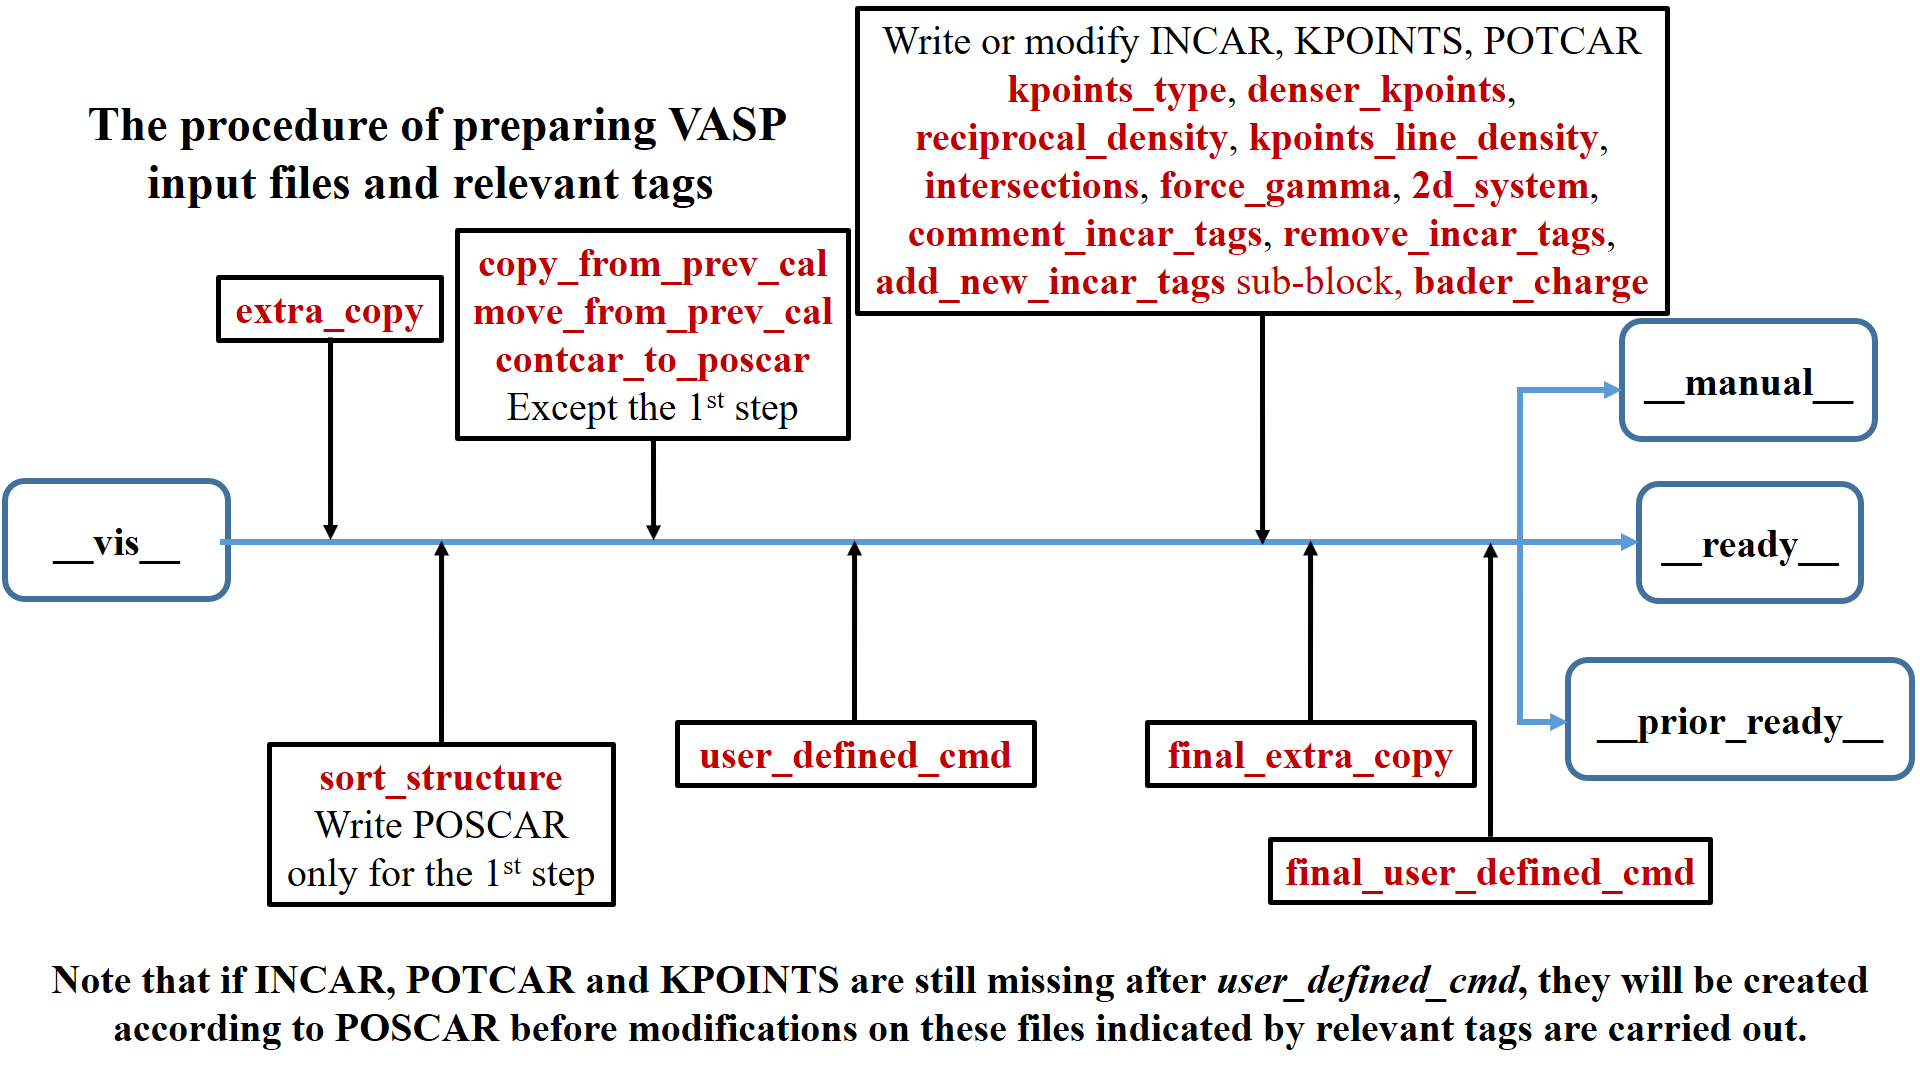 The procedure of preparing VASP
input files and relevant tags
Write or modify INCAR, KPOINTS, POTCAR
kpoints_type, denser_kpoints,
reciprocal_density, kpoints_line_density,
intersections, force_gamma, 2d_system,
comment_incar_tags, remove_incar_tags,
add_new_incar_tags sub-block, bader_charge
extra_copy
copy_from_prev_cal
move_from_prev_cal
contcar_to_poscar
Except the 1st step
__vis__
__manual__
__ready__
__prior_ready__
sort_structure
Write POSCAR
only for the 1st step
user_defined_cmd
final_extra_copy
final_user_defined_cmd
Note that if INCAR, POTCAR and KPOINTS are still missing after user_defined_cmd, they will be created
according to POSCAR before modifications on these files indicated by relevant tags are carried out.